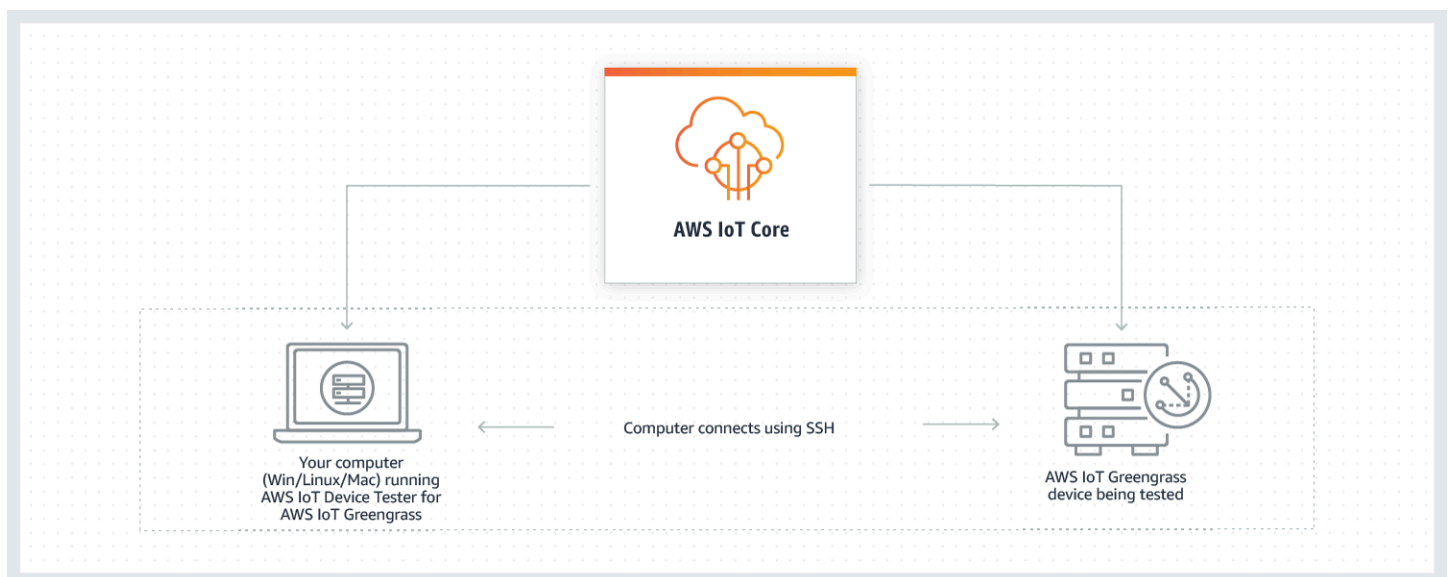 AWS IoT Core
Computer connects using SSH
Your computer
(Win/Linux/Mac) running
AWS IoT Device Tester for
AWS IoT Greengrass
AWS IoT Greengrass
device being tested